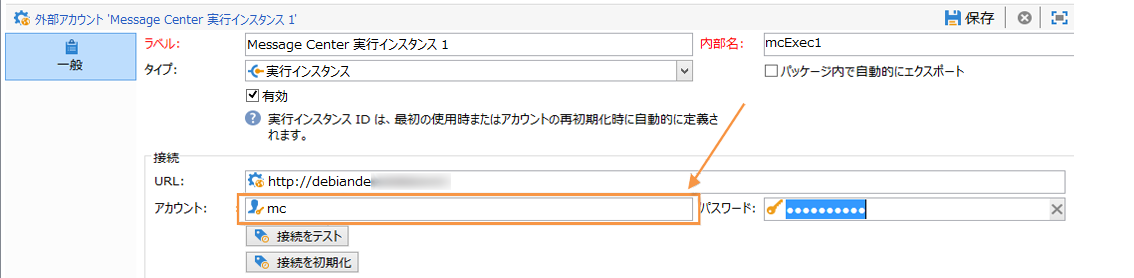 外部アカウント 'Message Center 実行インスタンス 1'
保存
一般
ラベル: Message Center 実行インスタンス 1 内部名: mcExec1
タイプ: 実行インスタンス パッケージ内で自動的にエクスポート
有効
実行インスタンス ID は、最初の使用時またはアカウントの再初期化時に自動的に定義さ
れます。
接続
URL: http://debiande
アカウント: mc パスワード: ●●●●●●●●●●
接続をテスト
接続を初期化